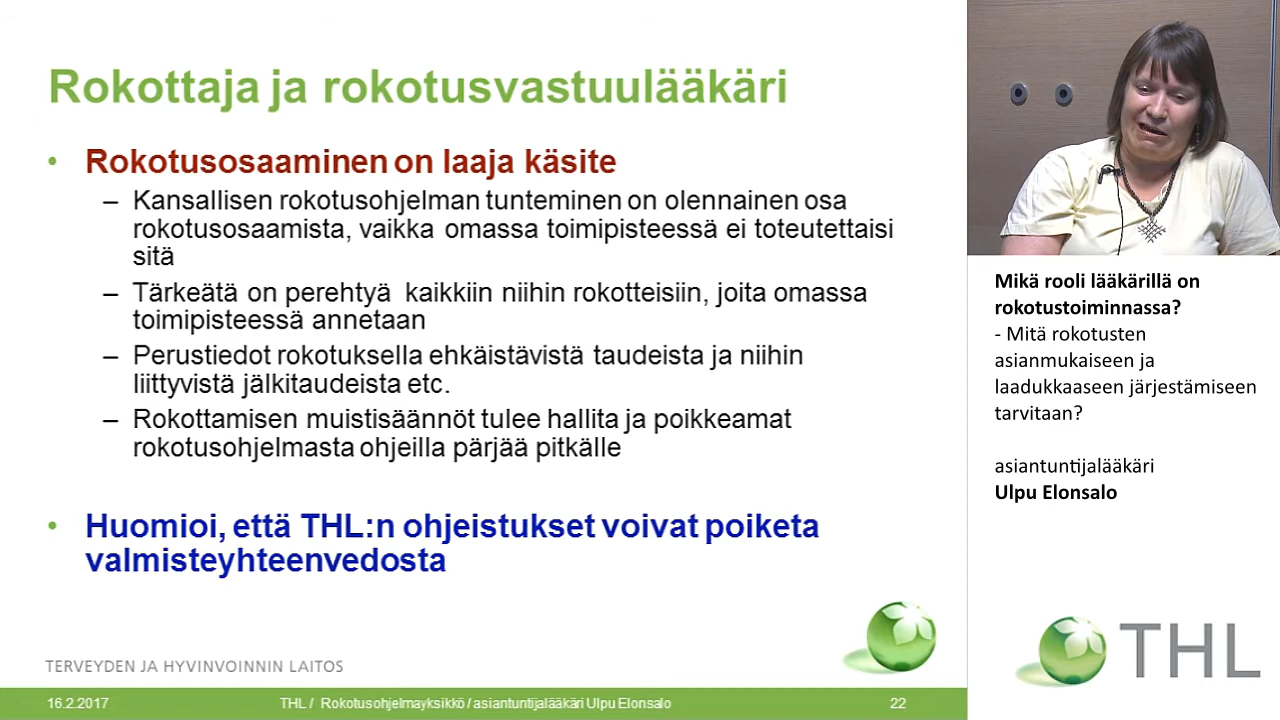 Rokottaja ja rokotusvastuulääkäri
• Rokotusosaaminen on laaja käsite
– Kansallisen rokotusohjelman tunteminen on olennainen osa
rokotusosaamista, vaikka omassa toimipisteessä ei toteutettaisi
sitä
– Tärkeätä on perehtyä kaikkiin niihin rokotteisiin, joita omassa
toimipisteessä annetaan
– Perustiedot rokotuksella ehkäistävistä taudeista ja niihin
liittyvistä jälkitaudeista etc.
– Rokottamisen muistisäännöt tulee hallita ja poikkeamat
rokotusohjelmasta ohjeilla pärjää pitkälle
• Huomioi, että THL:n ohjeistukset voivat poiketa
valmisteyhteenvedosta
TERVEYDEN JA HYVINVOINNIN LAITOS
16.2.2017 THL / Rokotusohjelmayksikkö / asiantuntijalääkäri Ulpu Elonsalo 22
Mikä rooli lääkärillä on
rokotustoiminnassa?
- Mitä rokotusten
asianmukaiseen ja
laadukkaaseen järjestämiseen
tarvitaan?
asiantuntijalääkäri
Ulpu Elonsalo
THL